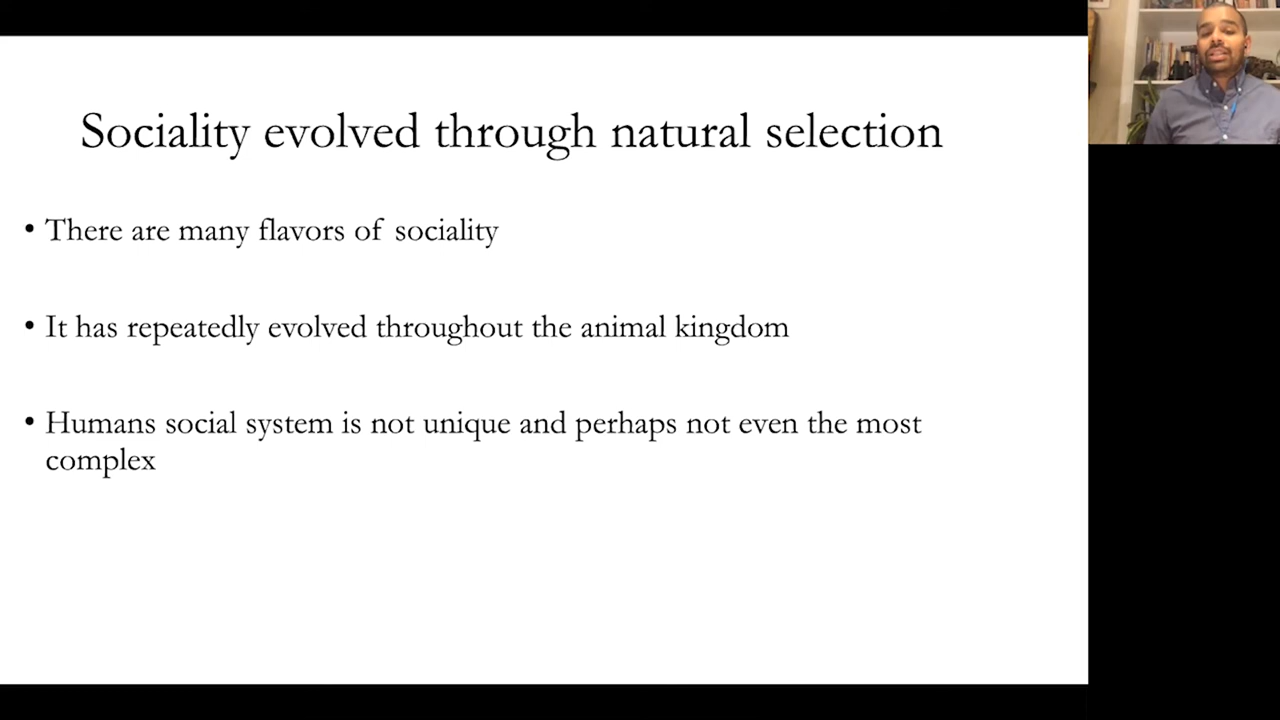 Sociality evolved through natural selection
• There are many flavors of sociality
• It has repeatedly evolved throughout the animal kingdom
• Humans social system is not unique and perhaps not even the most
complex